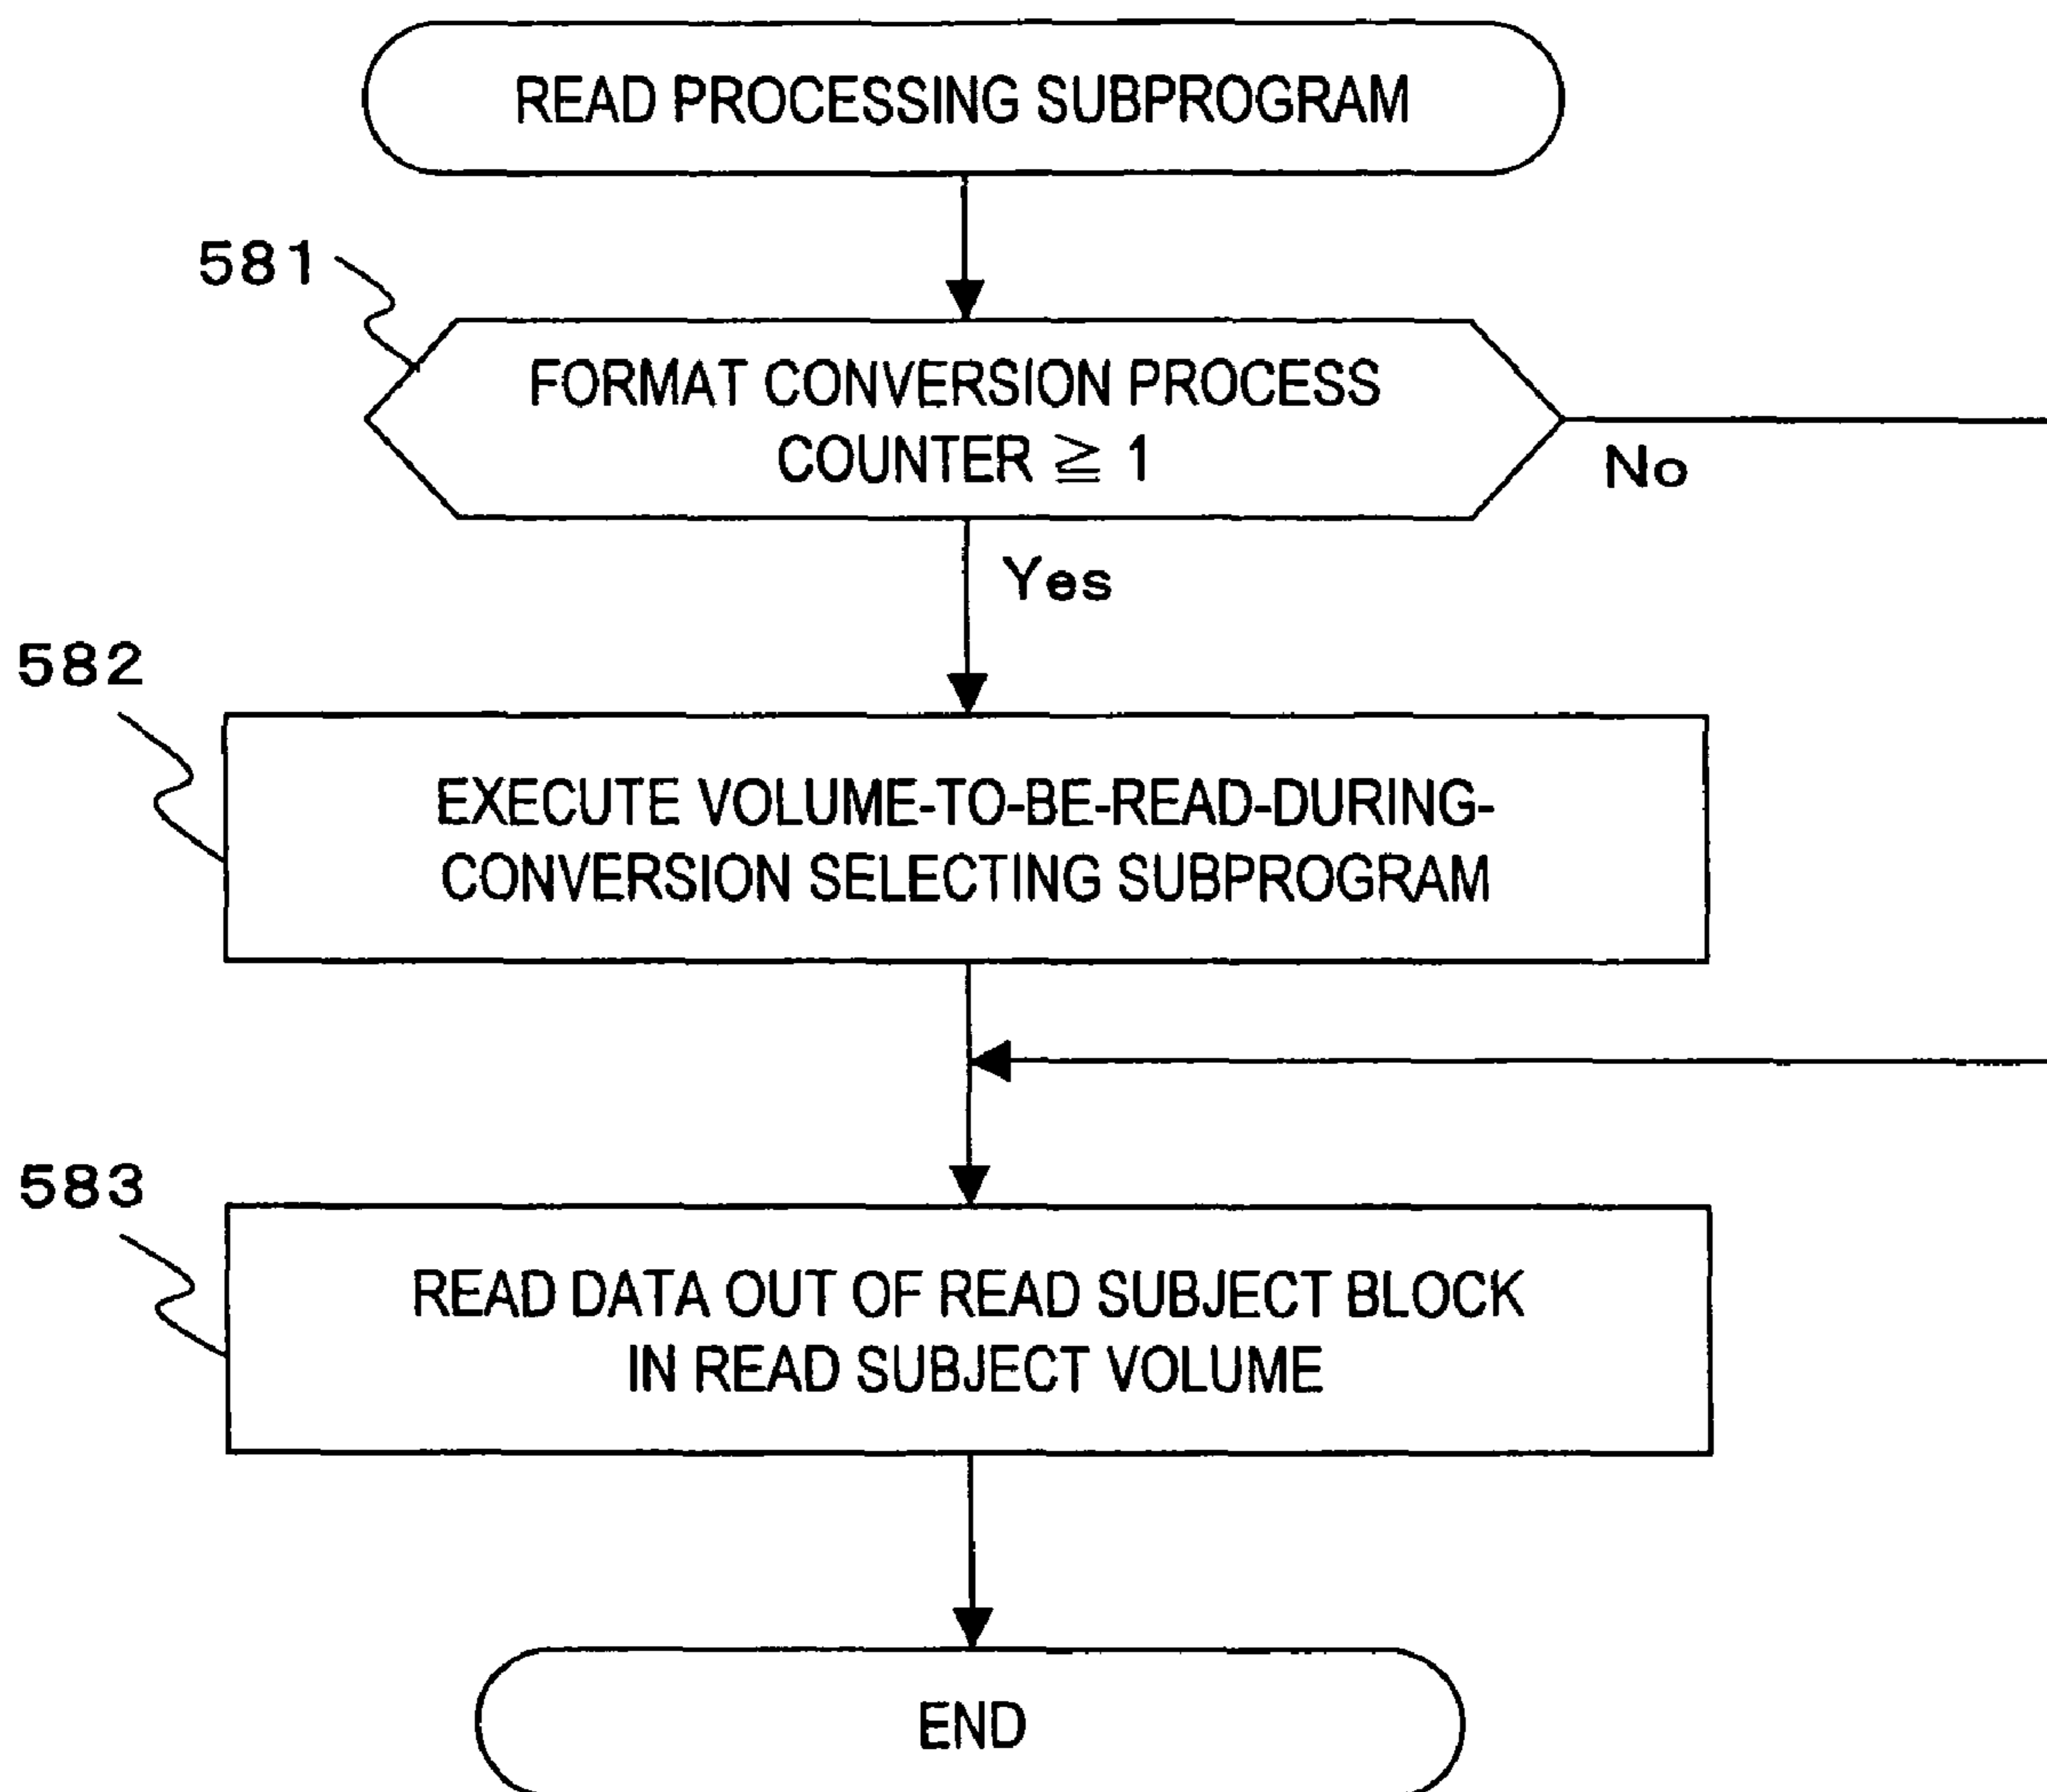 READ PROCESSING SUBPROGRAM
581
FORMAT CONVERSION PROCESS
COUNTER ≧ 1
No
Yes
582
EXECUTE VOLUME-TO-BE-READ-DURING-
CONVERSION SELECTING SUBPROGRAM
583
READ DATA OUT OF READ SUBJECT BLOCK
IN READ SUBJECT VOLUME
END